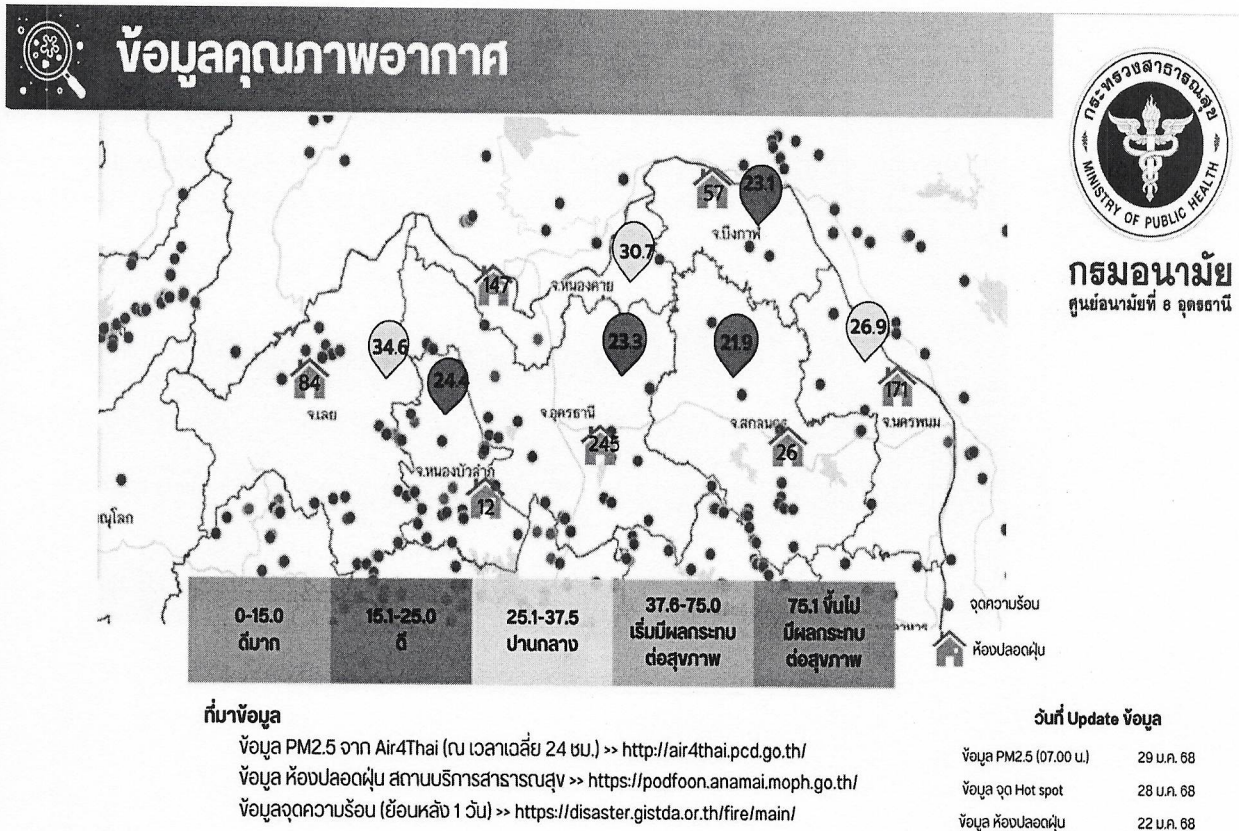 ข้อมูลคุณภาพอากาศ
กระทรวงสาธารณสุข
MINISTRY OF PUBLIC HEALTH
กรมอนามัย
ศูนย์อนามัยที่ 8 อุดรธานี
57
23.1
จ.บึงกาฬ
30.7
147
จ.หนองคาย
34.6
23.3
21.9
26.9
84
24.4
171
จ.เลย
จ.อุดรธานี
จ.สกลนคร
จ.นครพนม
245
26
จ.หนองบัวลำภู
12
ณุโลก
0-15.0
ดีมาก
15.1-25.0
ดี
25.1-37.5
ปานกลาง
37.6-75.0
เริ่มมีผลกระทบ
ต่อสุขภาพ
75.1 ขึ้นไป
มีผลกระทบ
ต่อสุขภาพ
จุดความร้อน
ห้องปลอดฝุ่น
ที่มาข้อมูล
ข้อมูล PM2.5 จาก Air4Thai (ณ เวลาเฉลี่ย 24 ชม.) >> http://air4thai.pcd.go.th/
ข้อมูล ห้องปลอดฝุ่น สถานบริการสาธารณสุข >> https://podfoon.anamai.moph.go.th/
ข้อมูลจุดความร้อน (ย้อนหลัง 1 วัน) >> https://disaster.gistda.or.th/fire/main/
วันที่ Update ข้อมูล
ข้อมูล PM2.5 (07.00 น.) 29 ม.ค. 68
ข้อมูล จุด Hot spot 28 ม.ค. 68
ข้อมูล ห้องปลอดฝุ่น 22 ม.ค. 68